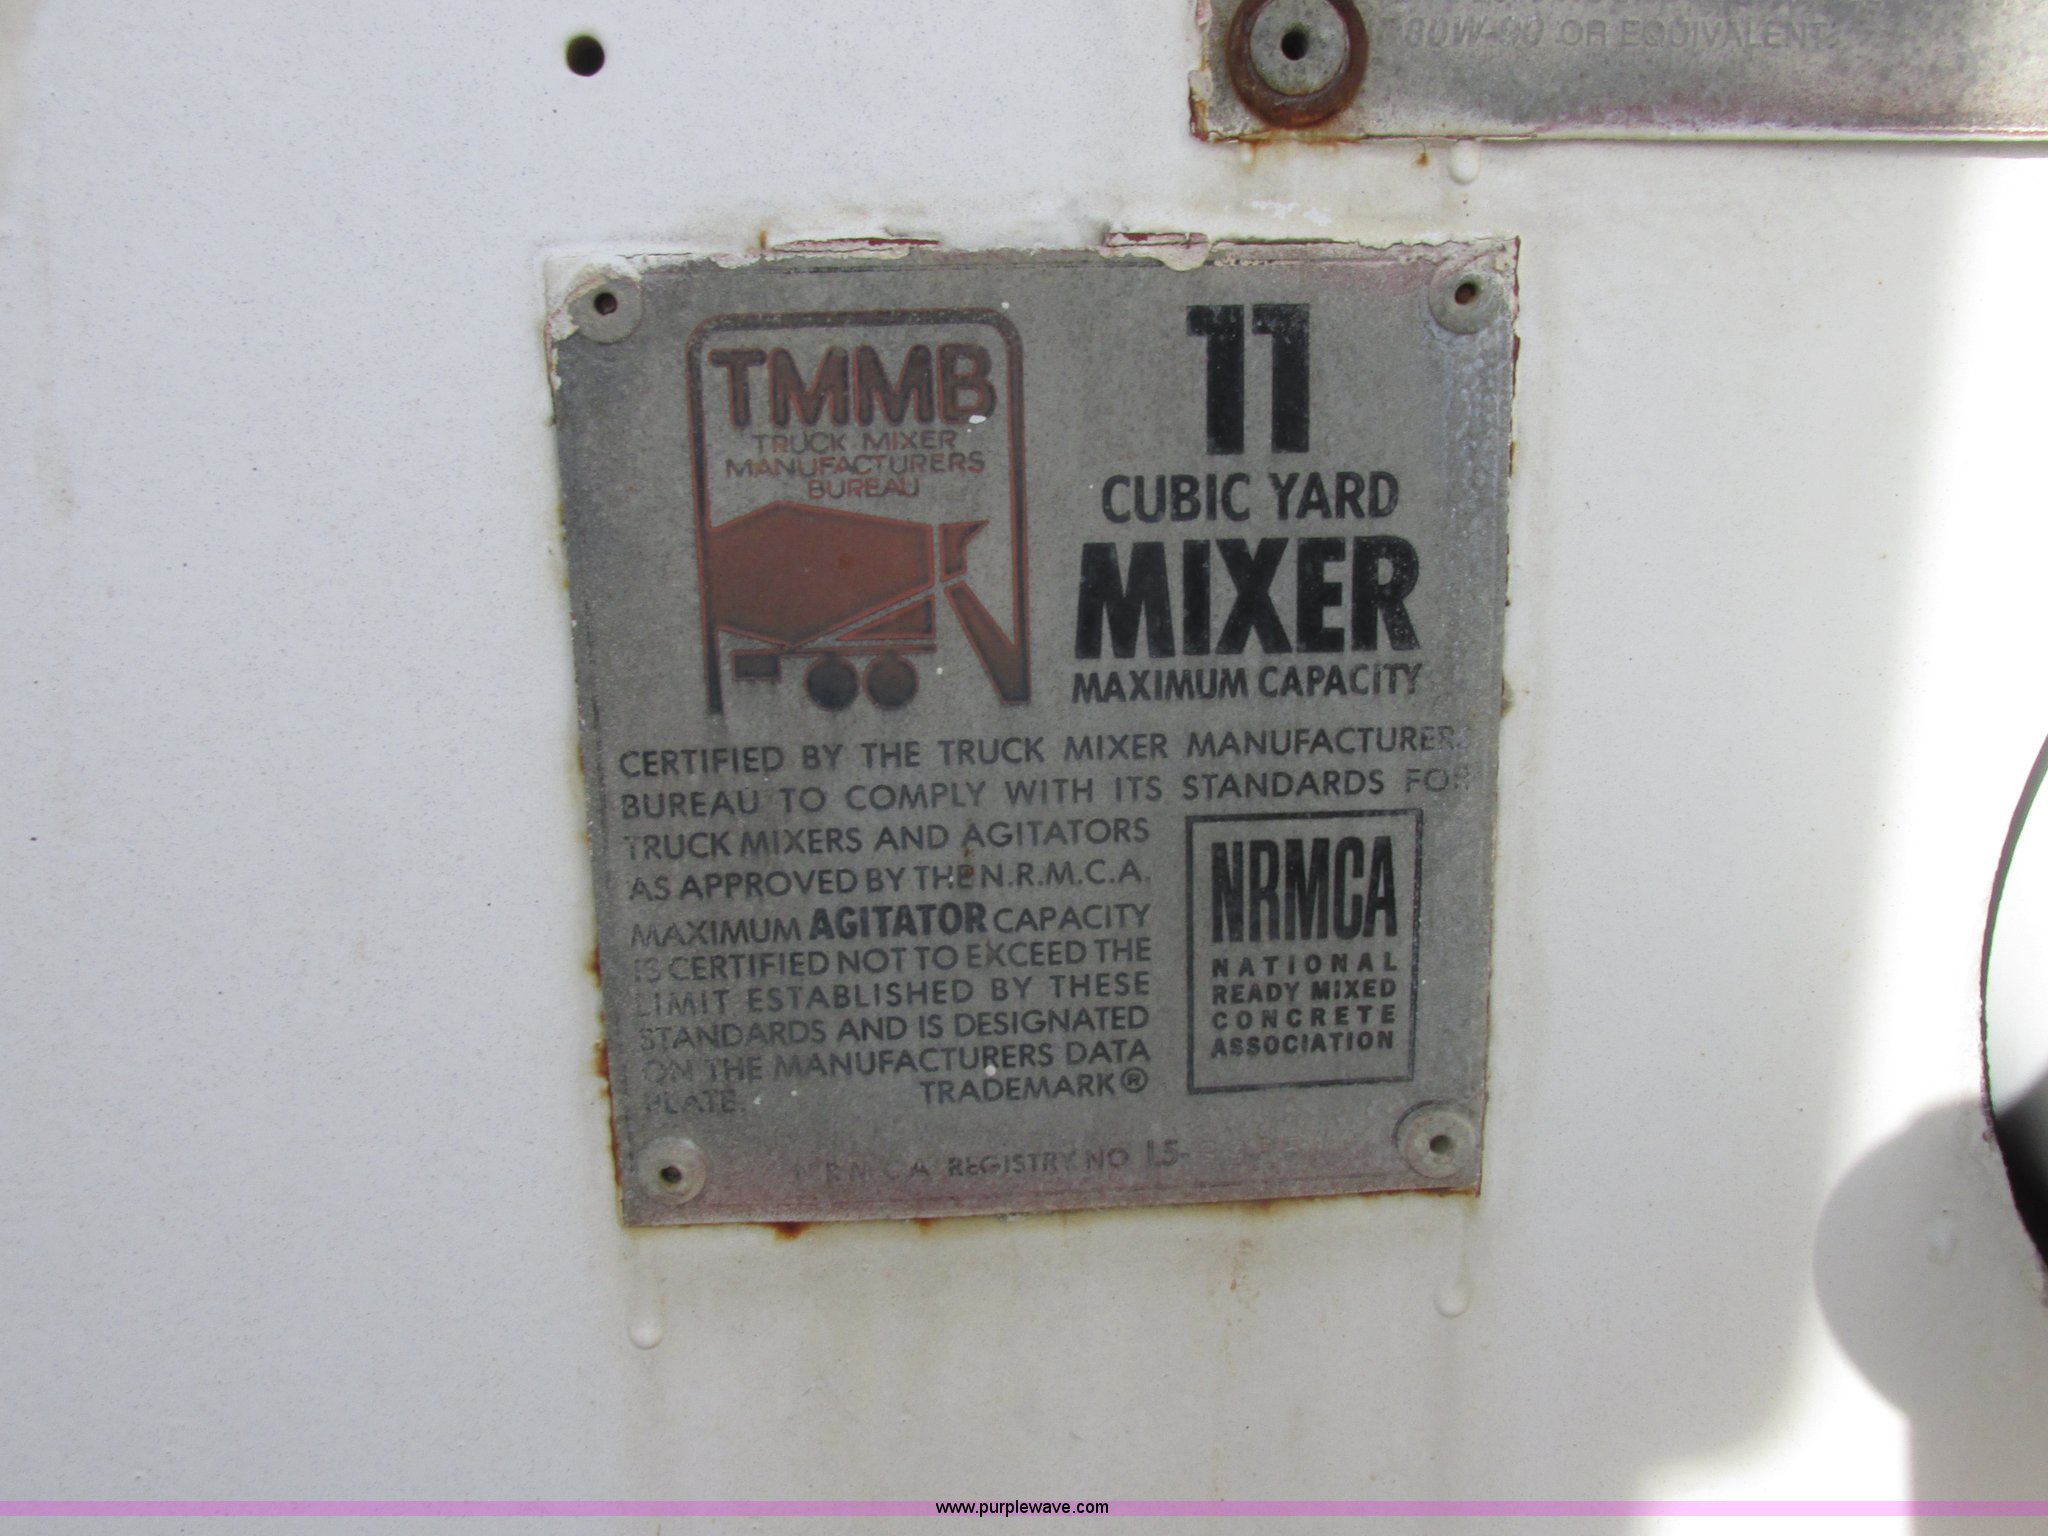 80W-90 OR EQUIVALENT
TMMB
TRUCK MIXER
MANUFACTURERS
BUREAU
11
CUBIC YARD
MIXER
MAXIMUM CAPACITY
CERTIFIED BY THE TRUCK MIXER MANUFACTURERS
BUREAU TO COMPLY WITH ITS STANDARDS FOR
TRUCK MIXERS AND AGITATORS
AS APPROVED BY THE N.R.M.C.A.
MAXIMUM AGITATOR CAPACITY
IS CERTIFIED NOT TO EXCEED THE
LIMIT ESTABLISHED BY THESE
STANDARDS AND IS DESIGNATED
ON THE MANUFACTURERS DATA
PLATE. TRADEMARK®
NRMCA
NATIONAL
READY MIXED
CONCRETE
ASSOCIATION
N R M C A REGISTRY NO
www.purplewave.com